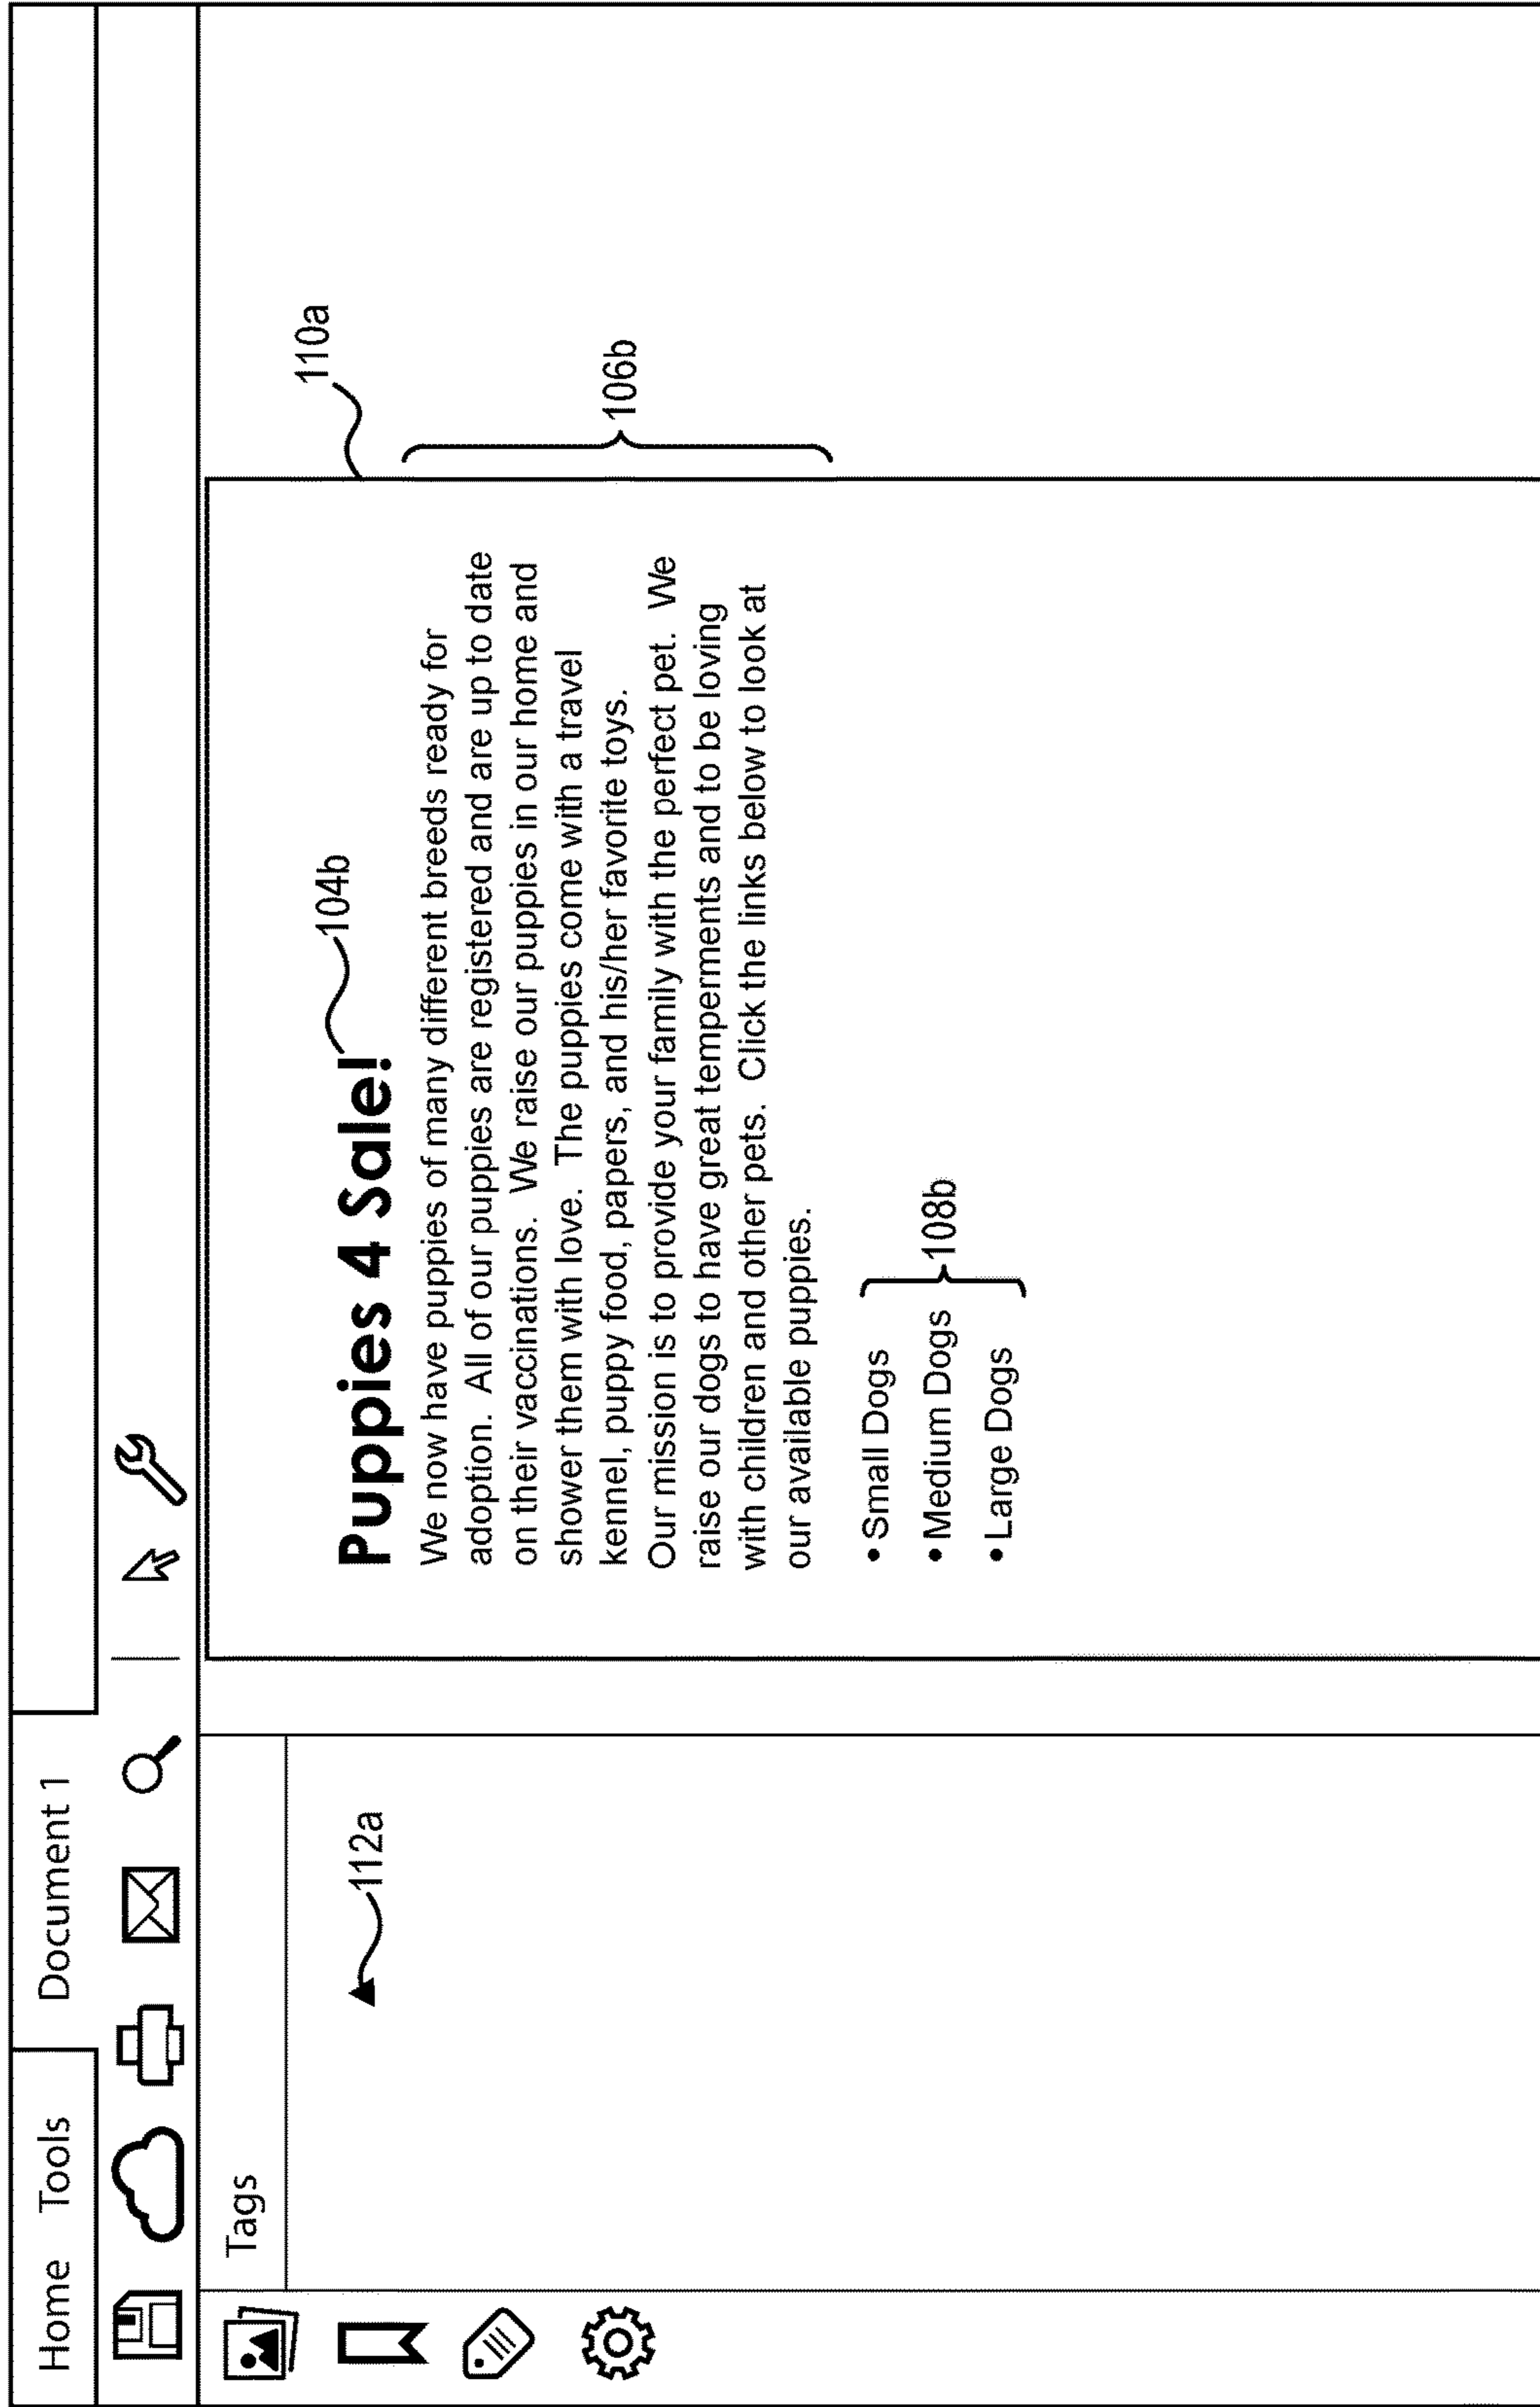 Home Tools Document 1
Tags
112a
110a
Puppies 4 Sale!
104b
We now have puppies of many different breeds ready for
adoption. All of our puppies are registered and are up to date
on their vaccinations. We raise our puppies in our home and
shower them with love. The puppies come with a travel
kennel, puppy food, papers, and his/her favorite toys.
Our mission is to provide your family with the perfect pet. We
raise our dogs to have great temperments and to be loving
with children and other pets. Click the links below to look at
our available puppies.
106b
• Small Dogs
• Medium Dogs
• Large Dogs
108b